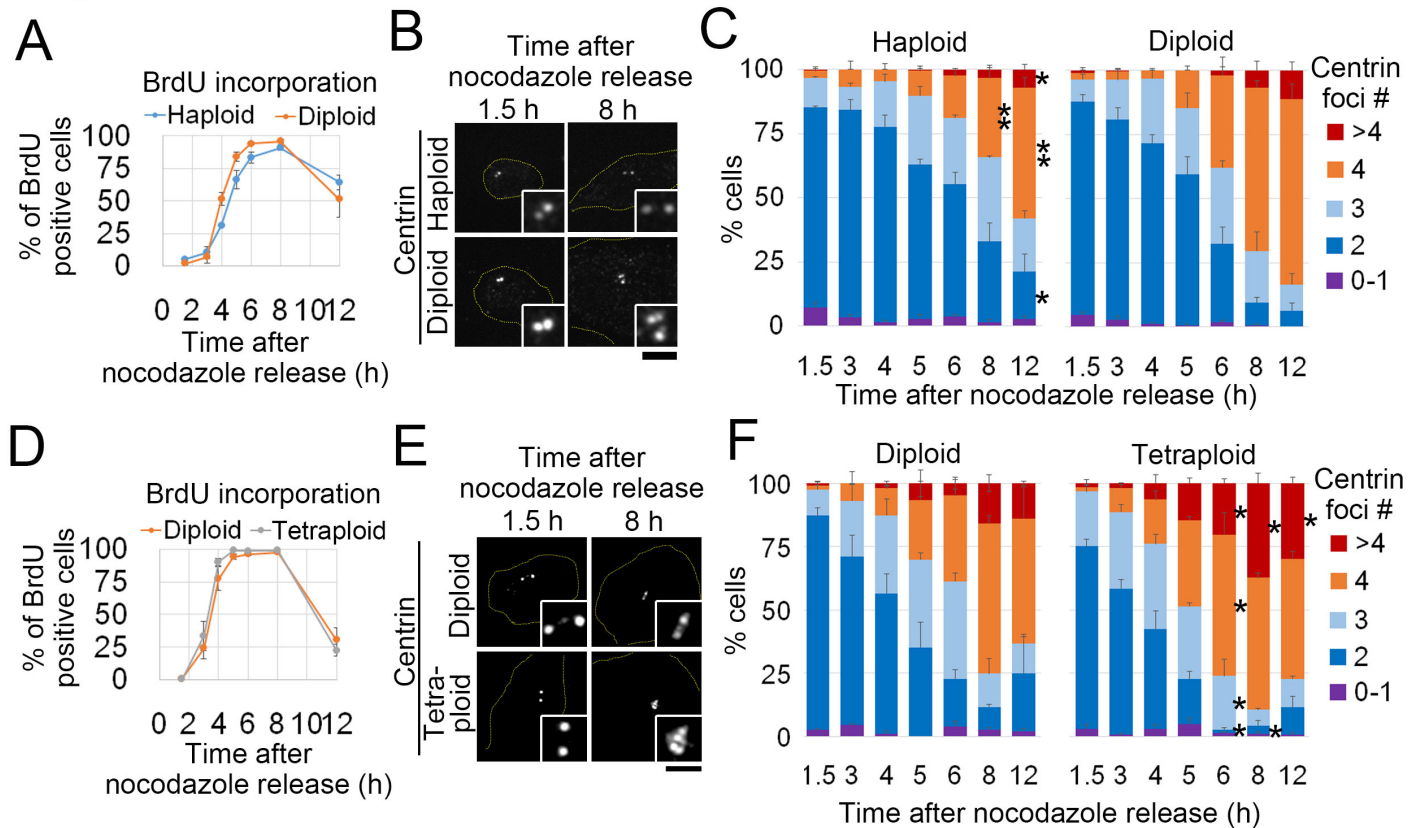 A
BrdU incorporation
Haploid Diploid
% of BrdU
positive cells
100
75
50
25
0
0 2 4 6 8 1012
Time after
nocodazole release (h)
B
Time after
nocodazole release
1.5 h 8 h
Centrin
Haploid
Diploid
C
Haploid Diploid
% cells
100
75
50
25
0
** * ** *
1.5 3 4 5 6 8 12 1.5 3 4 5 6 8 12
Time after nocodazole release (h)
Centrin
foci #
>4
4
3
2
0-1
D
BrdU incorporation
Diploid Tetraploid
% of BrdU
positive cells
100
75
50
25
0
0 2 4 6 8 1012
Time after
nocodazole release (h)
E
Time after
nocodazole release
1.5 h 8 h
Centrin
Diploid
Tetra-
ploid
F
Diploid Tetraploid
% cells
100
75
50
25
0
* * * * * * *
1.5 3 4 5 6 8 12 1.5 3 4 5 6 8 12
Time after nocodazole release (h)
Centrin
foci #
>4
4
3
2
0-1